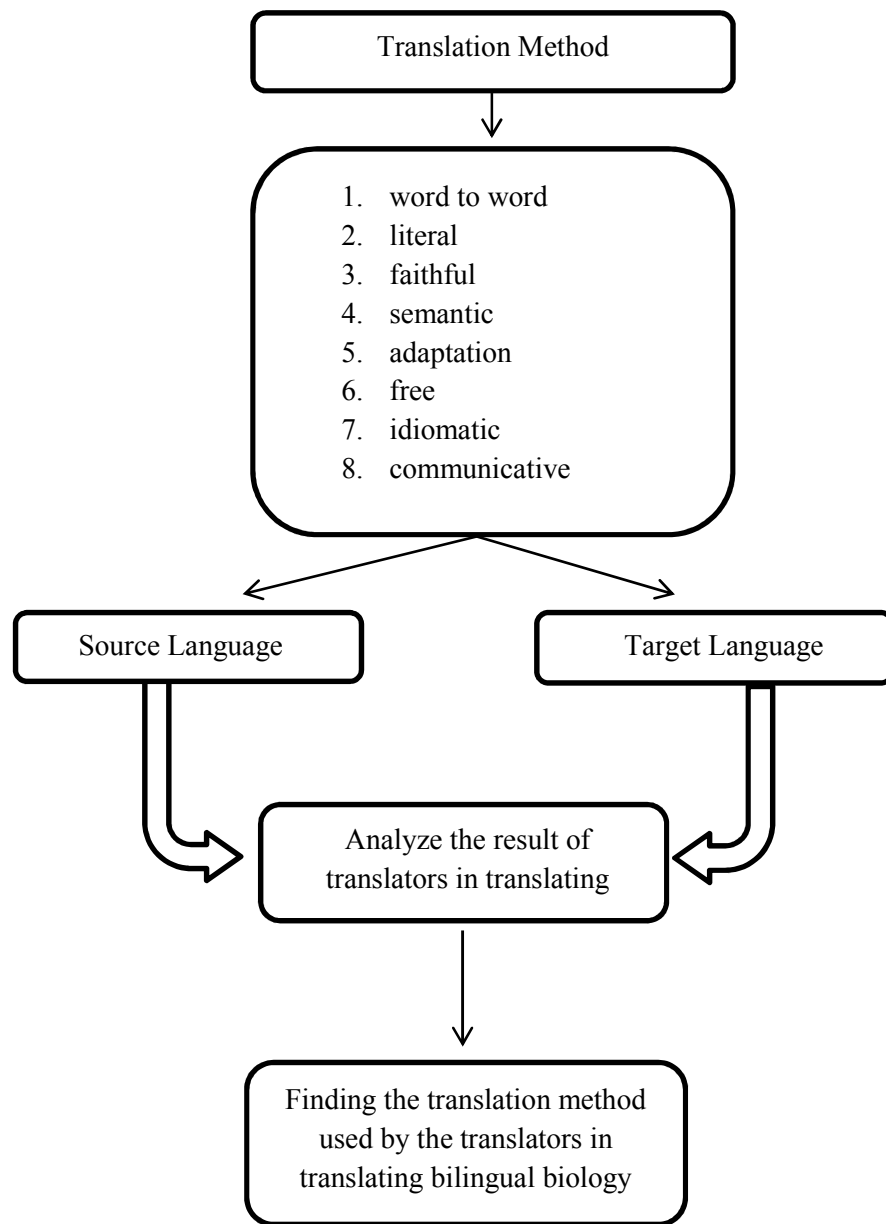 Translation Method
1. word to word
2. literal
3. faithful
4. semantic
5. adaptation
6. free
7. idiomatic
8. communicative
Source Language
Target Language
Analyze the result of
translators in translating
Finding the translation method
used by the translators in
translating bilingual biology